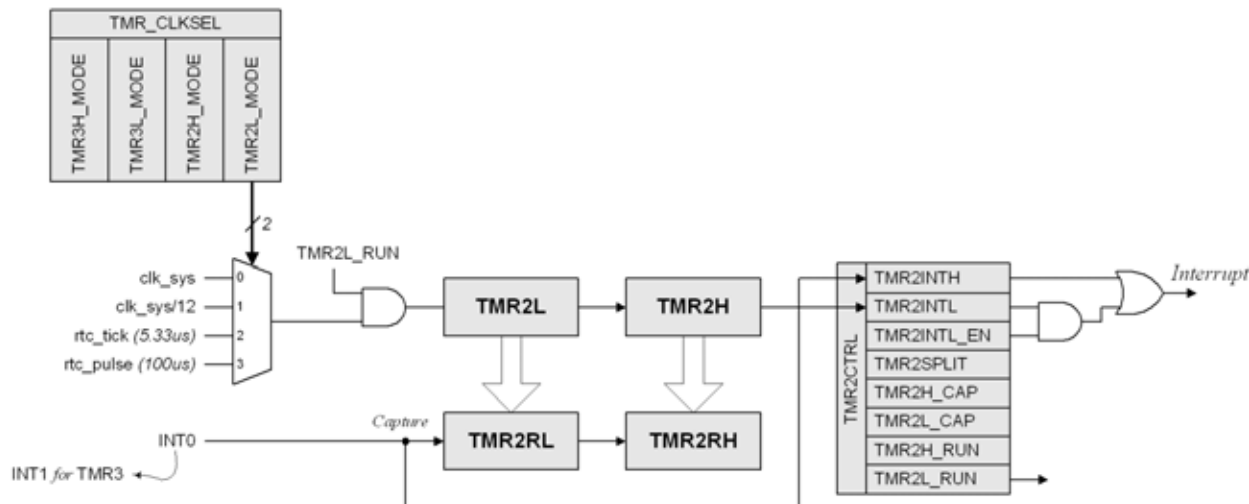 TMR_CLKSEL
TMR3H_MODE
TMR3L_MODE
TMR2H_MODE
TMR2L_MODE
2
TMR2L_RUN
clk_sys 0
clk_sys/12 1
rtc_tick (5.33us) 2
rtc_pulse (100us) 3
TMR2L
TMR2H
Capture
INT0
TMR2RL
TMR2RH
INT1 for TMR3
TMR2CTRL
TMR2INTH
TMR2INTL
TMR2INTL_EN
TMR2SPLIT
TMR2H_CAP
TMR2L_CAP
TMR2H_RUN
TMR2L_RUN
Interrupt